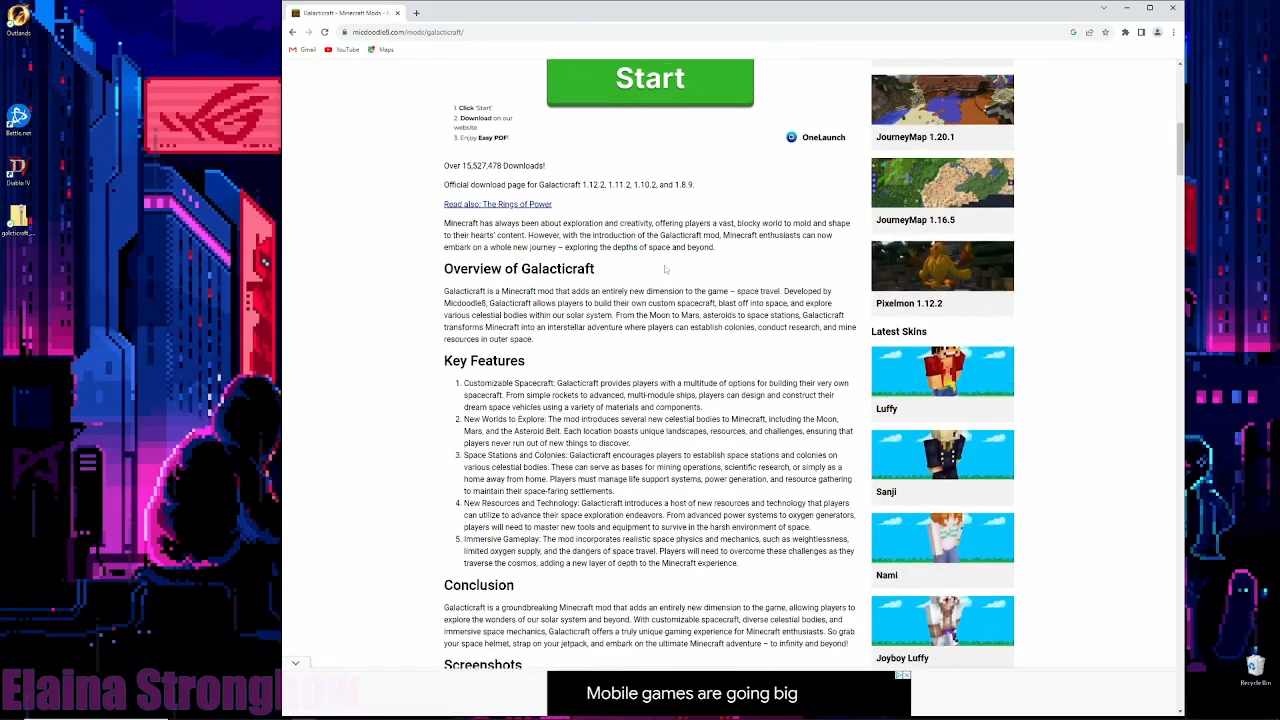 Outlands
Battle.net
Diablo IV
galacticraft_...
Galacticraft - Minecraft Mods -
micdoodle8.com/mods/galacticraft/
Gmail
YouTube
Maps
Start
1. Click 'Start'
2. Download on our
website
3. Enjoy Easy PDF!
OneLaunch
Over 15,527,478 Downloads!
Official download page for Galacticraft 1.12.2, 1.11.2, 1.10.2, and 1.8.9.
Read also: The Rings of Power
Minecraft has always been about exploration and creativity, offering players a vast, blocky world to mold and shape
to their hearts' content. However, with the introduction of the Galacticraft mod, Minecraft enthusiasts can now
embark on a whole new journey – exploring the depths of space and beyond.
Overview of Galacticraft
Galacticraft is a Minecraft mod that adds an entirely new dimension to the game – space travel. Developed by
Micdoodle8, Galacticraft allows players to build their own custom spacecraft, blast off into space, and explore
various celestial bodies within our solar system. From the Moon to Mars, asteroids to space stations, Galacticraft
transforms Minecraft into an interstellar adventure where players can establish colonies, conduct research, and mine
resources in outer space.
Key Features
1. Customizable Spacecraft: Galacticraft provides players with a multitude of options for building their very own
spacecraft. From simple rockets to advanced, multi-module ships, players can design and construct their
dream space vehicles using a variety of materials and components.
2. New Worlds to Explore: The mod introduces several new celestial bodies to Minecraft, including the Moon,
Mars, and the Asteroid Belt. Each location boasts unique landscapes, resources, and challenges, ensuring that
players never run out of new things to discover.
3. Space Stations and Colonies: Galacticraft encourages players to establish space stations and colonies on
various celestial bodies. These can serve as bases for mining operations, scientific research, or simply as a
home away from home. Players must manage life support systems, power generation, and resource gathering
to maintain their space-faring settlements.
4. New Resources and Technology: Galacticraft introduces a host of new resources and technology that players
can utilize to advance their space exploration endeavors. From advanced power systems to oxygen generators,
players will need to master new tools and equipment to survive in the harsh environment of space.
5. Immersive Gameplay: The mod incorporates realistic space physics and mechanics, such as weightlessness,
limited oxygen supply, and the dangers of space travel. Players will need to overcome these challenges as they
traverse the cosmos, adding a new layer of depth to the Minecraft experience.
Conclusion
Galacticraft is a groundbreaking Minecraft mod that adds an entirely new dimension to the game, allowing players to
explore the wonders of our solar system and beyond. With customizable spacecraft, diverse celestial bodies, and
immersive space mechanics, Galacticraft offers a truly unique gaming experience for Minecraft enthusiasts. So grab
your space helmet, strap on your jetpack, and embark on the ultimate Minecraft adventure – to infinity and beyond!
Screenshots
JourneyMap 1.20.1
JourneyMap 1.16.5
Pixelmon 1.12.2
Latest Skins
Luffy
Sanji
Nami
Joyboy Luffy
Mobile games are going big
Recycle Bin
Elaina Strongbow